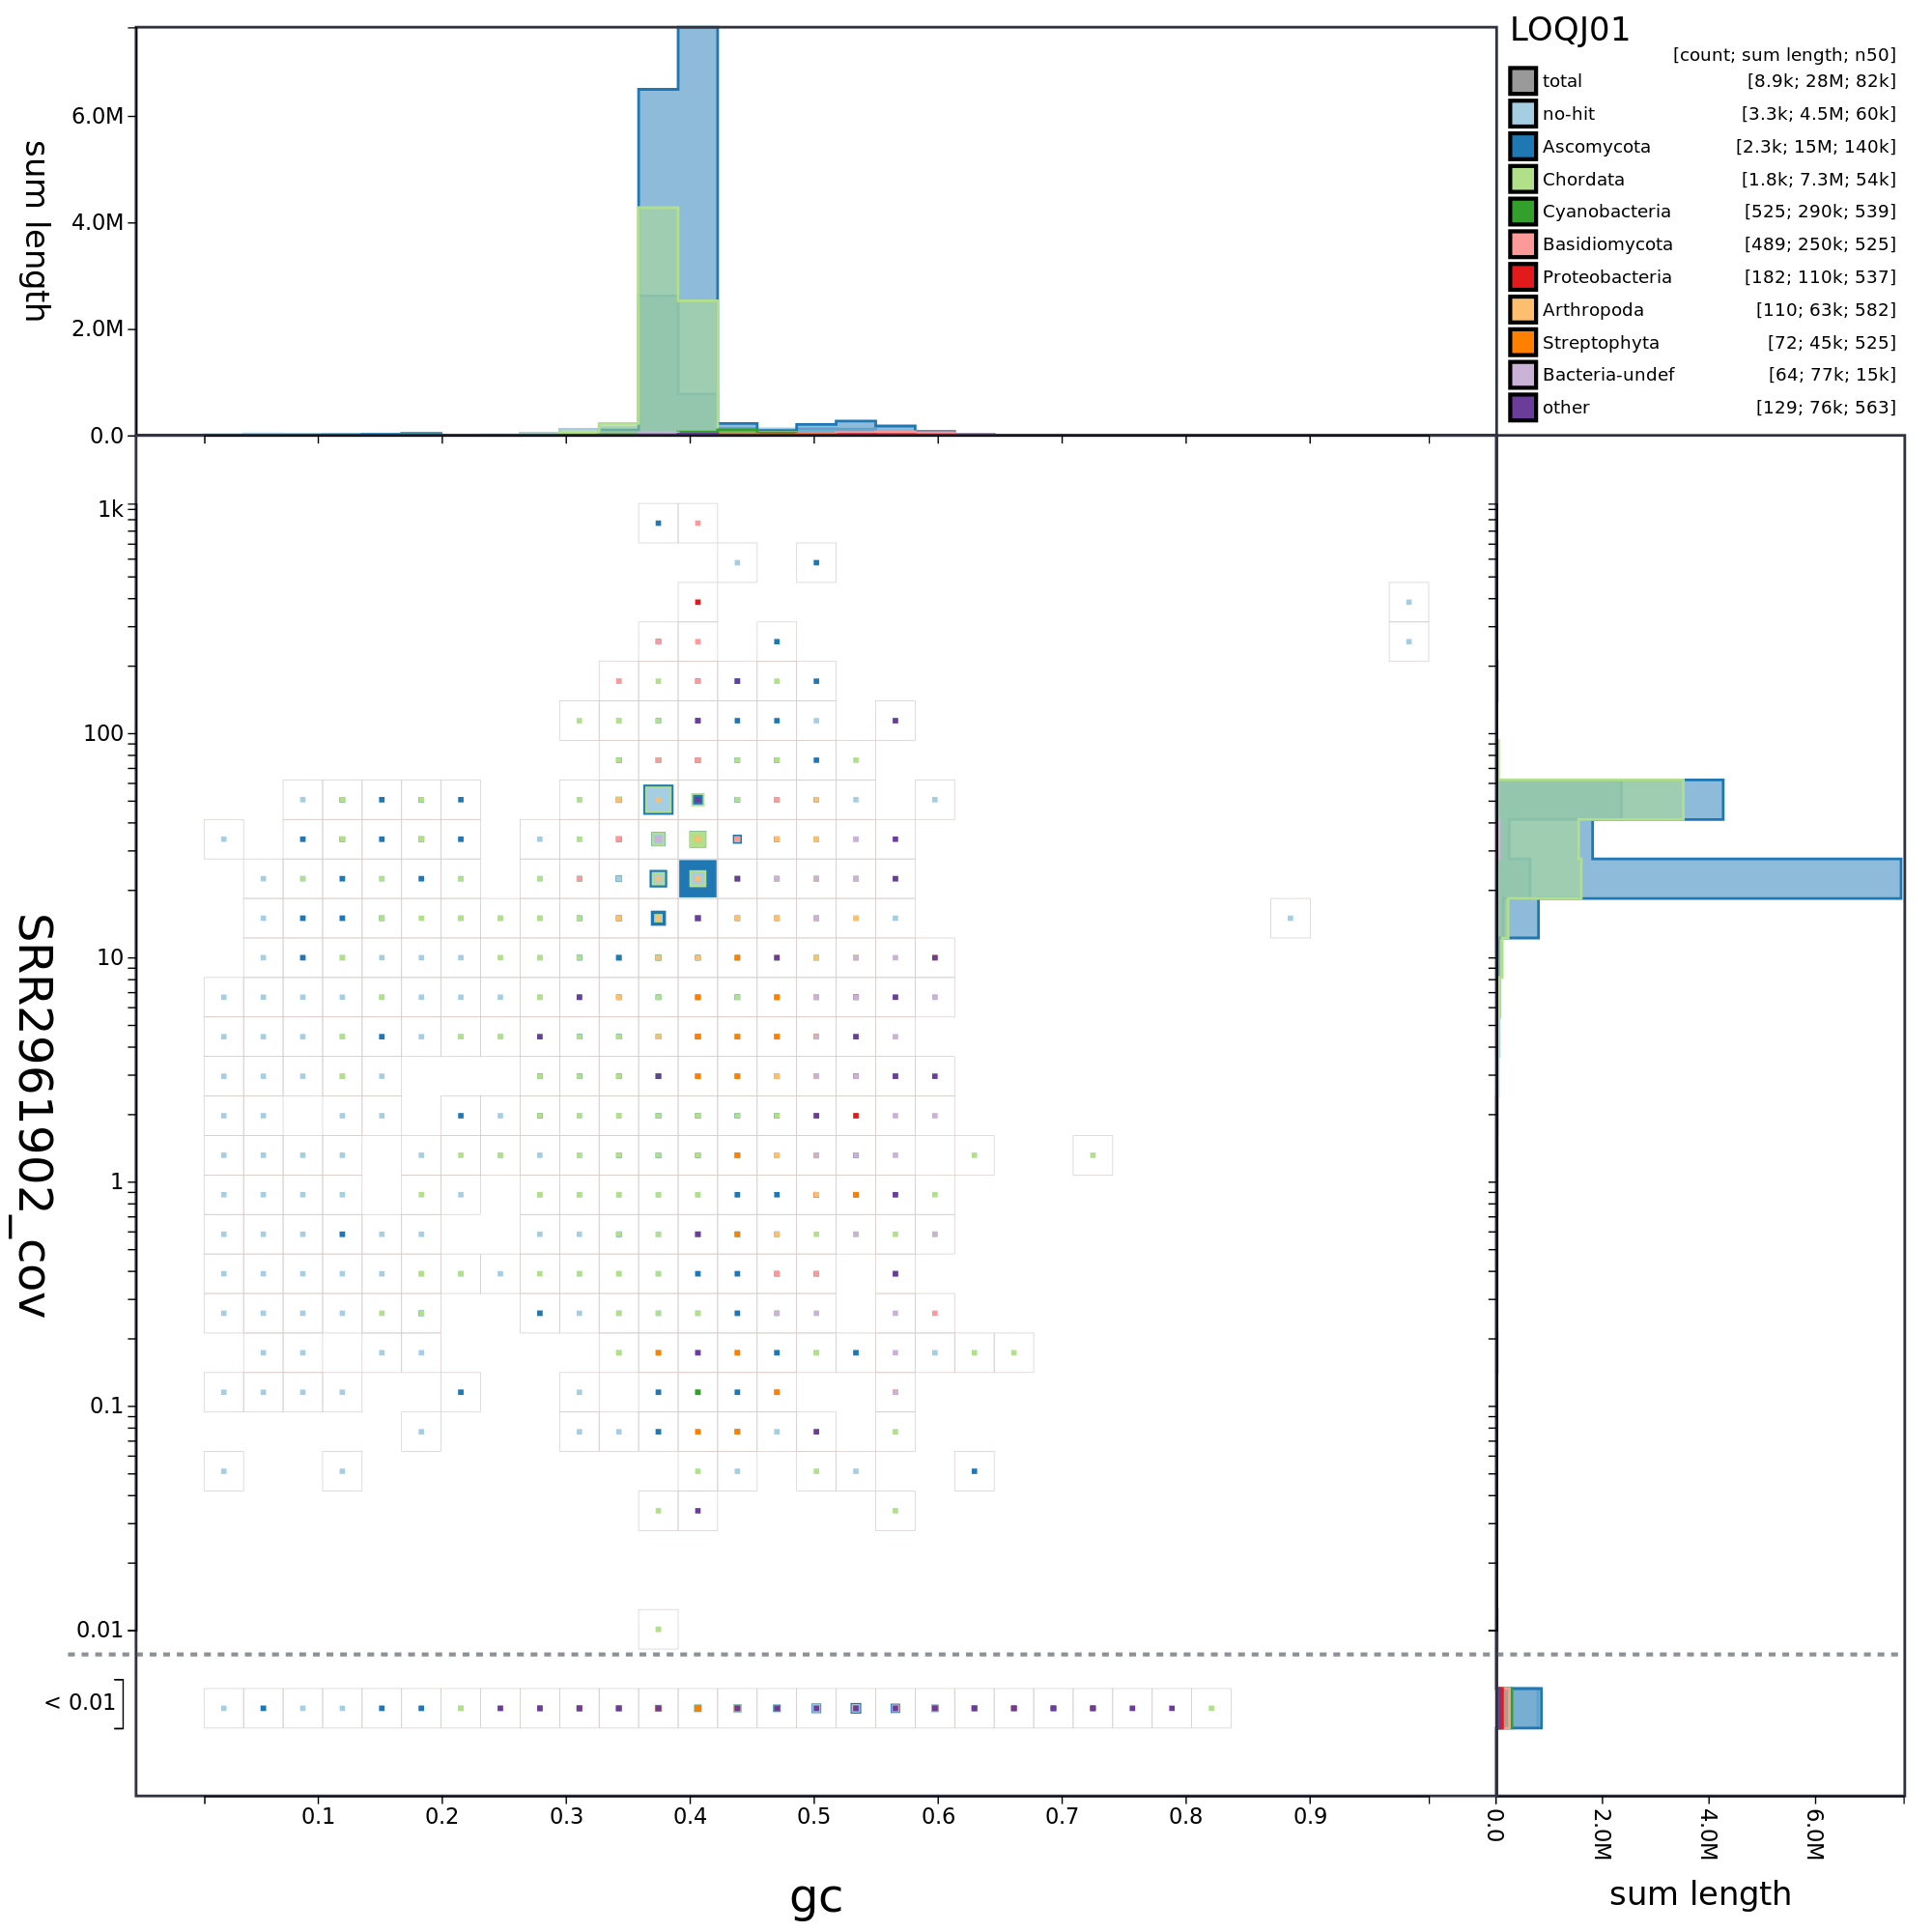 LOQJ01
[count; sum length; n50]
total [8.9k; 28M; 82k]
no-hit [3.3k; 4.5M; 60k]
Ascomycota [2.3k; 15M; 140k]
Chordata [1.8k; 7.3M; 54k]
Cyanobacteria [525; 290k; 539]
Basidiomycota [489; 250k; 525]
Proteobacteria [182; 110k; 537]
Arthropoda [110; 63k; 582]
Streptophyta [72; 45k; 525]
Bacteria-undef [64; 77k; 15k]
other [129; 76k; 563]
sum length
6.0M
4.0M
2.0M
0.0
SRR2961902_cov
1k
100
10
1
0.1
0.01
< 0.01
0.1 0.2 0.3 0.4 0.5 0.6 0.7 0.8 0.9
gc
0.0 2.0M 4.0M 6.0M
sum length